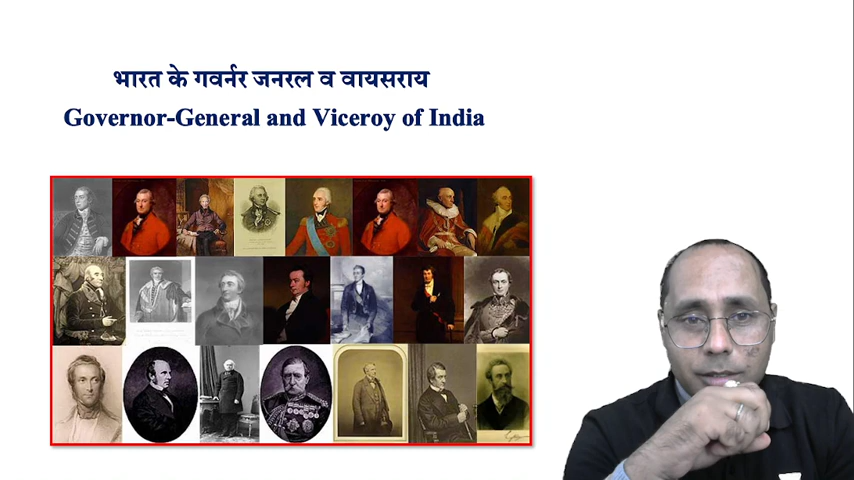 भारत के गवर्नर जनरल व वायसराय
Governor-General and Viceroy of India